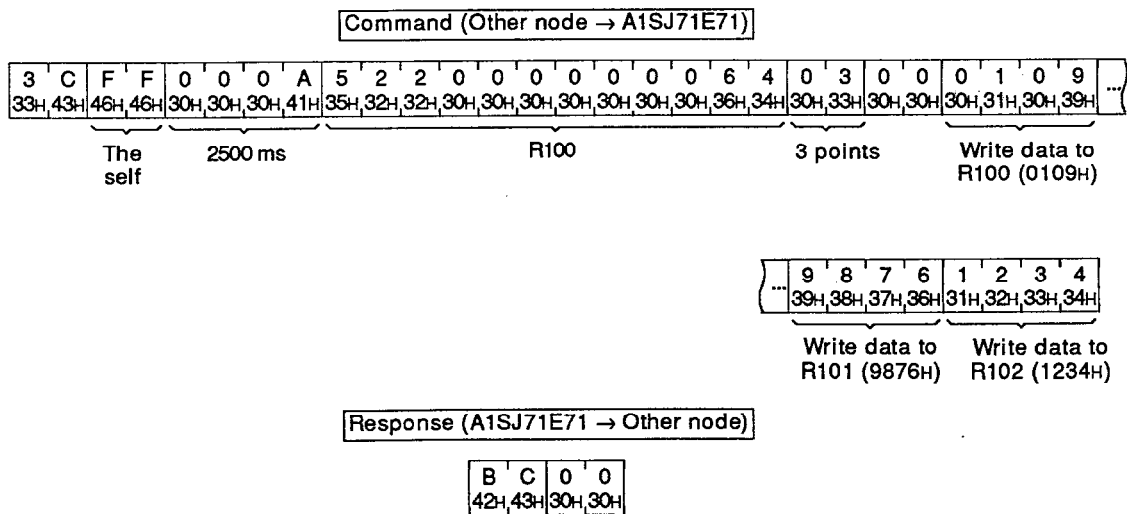 Command (Other node → A1SJ71E71)
3 C F F 0 0 0 A 5 2 2 0 0 0 0 0 0 0 6 4 0 3 0 0 0 1 0 9 ...
33H 43H 46H 46H 30H 30H 30H 41H 35H 32H 32H 30H 30H 30H 30H 30H 30H 30H 36H 34H 30H 33H 30H 30H 30H 31H 30H 39H
The self 2500 ms R100 3 points Write data to R100 (0109H)
... 9 8 7 6 1 2 3 4
39H 38H 37H 36H 31H 32H 33H 34H
Write data to Write data to
R101 (9876H) R102 (1234H)
Response (A1SJ71E71 → Other node)
B C 0 0
42H 43H 30H 30H